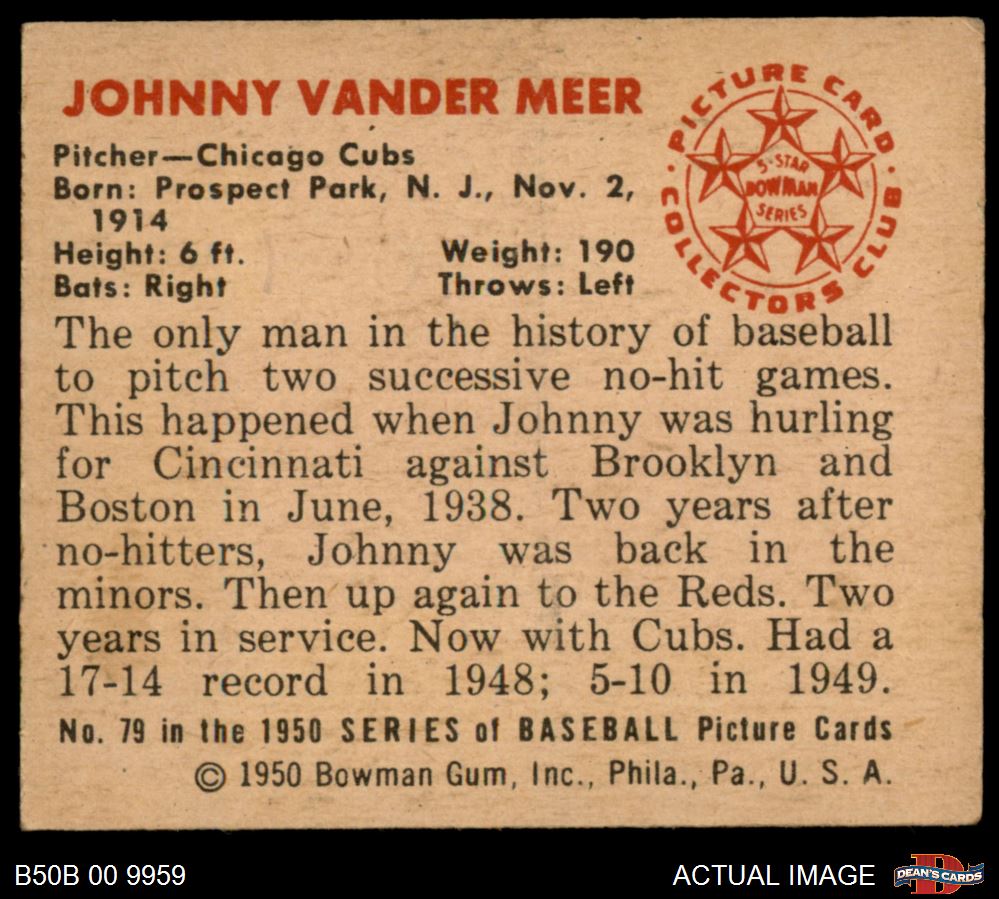 JOHNNY VANDER MEER
Pitcher—Chicago Cubs
Born: Prospect Park, N. J., Nov. 2,
1914
Height: 6 ft. Weight: 190
Bats: Right Throws: Left
· PICTURE CARD ·
COLLECTORS CLUB
5-STAR
BOWMAN
SERIES
The only man in the history of baseball
to pitch two successive no-hit games.
This happened when Johnny was hurling
for Cincinnati against Brooklyn and
Boston in June, 1938. Two years after
no-hitters, Johnny was back in the
minors. Then up again to the Reds. Two
years in service. Now with Cubs. Had a
17-14 record in 1948; 5-10 in 1949.
No. 79 in the 1950 SERIES of BASEBALL Picture Cards
© 1950 Bowman Gum, Inc., Phila., Pa., U. S. A.
B50B 00 9959
ACTUAL IMAGE
DEAN'S CARDS